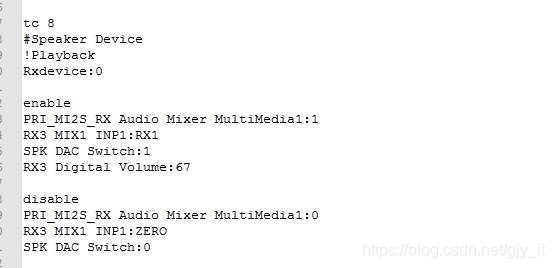 tc 8
#Speaker Device
!Playback
Rxdevice:0
enable
PRI_MI2S_RX Audio Mixer MultiMedia1:1
RX3 MIX1 INP1:RX1
SPK DAC Switch:1
RX3 Digital Volume:67
disable
PRI_MI2S_RX Audio Mixer MultiMedia1:0
RX3 MIX1 INP1:ZERO
SPK DAC Switch:0
https://blog.csdn.net/gjy_it